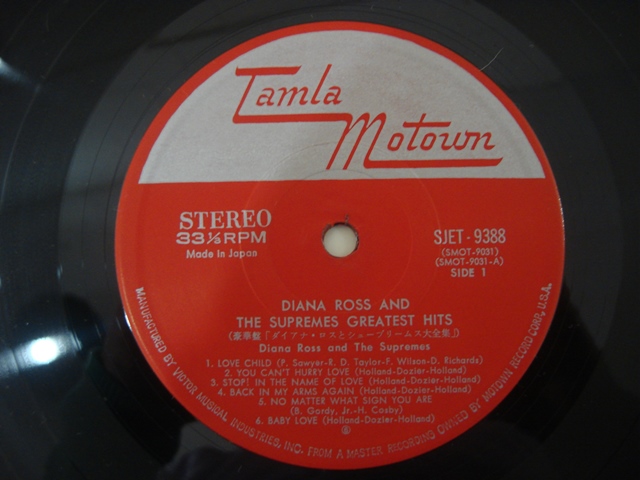 Tamla
Motown
STEREO
33⅓RPM
Made in Japan
SJET-9388
(SMOT-9031)
(SMOT-9031-A)
SIDE 1
DIANA ROSS AND
THE SUPREMES GREATEST HITS
(豪華盤「ダイアナ・ロスとシュープリームス大全集」)
Diana Ross and The Supremes
1. LOVE CHILD (P. Sawyer-R. D. Taylor-F. Wilson-D. Richards)
2. YOU CAN'T HURRY LOVE (Holland-Dozier-Holland)
3. STOP! IN THE NAME OF LOVE (Holland-Dozier-Holland)
4. BACK IN MY ARMS AGAIN (Holland-Dozier-Holland)
5. NO MATTER WHAT SIGN YOU ARE
(B. Gordy, Jr.-H. Cosby)
6. BABY LOVE (Holland-Dozier-Holland)
MANUFACTURED BY VICTOR MUSICAL INDUSTRIES, INC. FROM A MASTER RECORDING OWNED BY MOTOWN RECORD CORP., U.S.A.